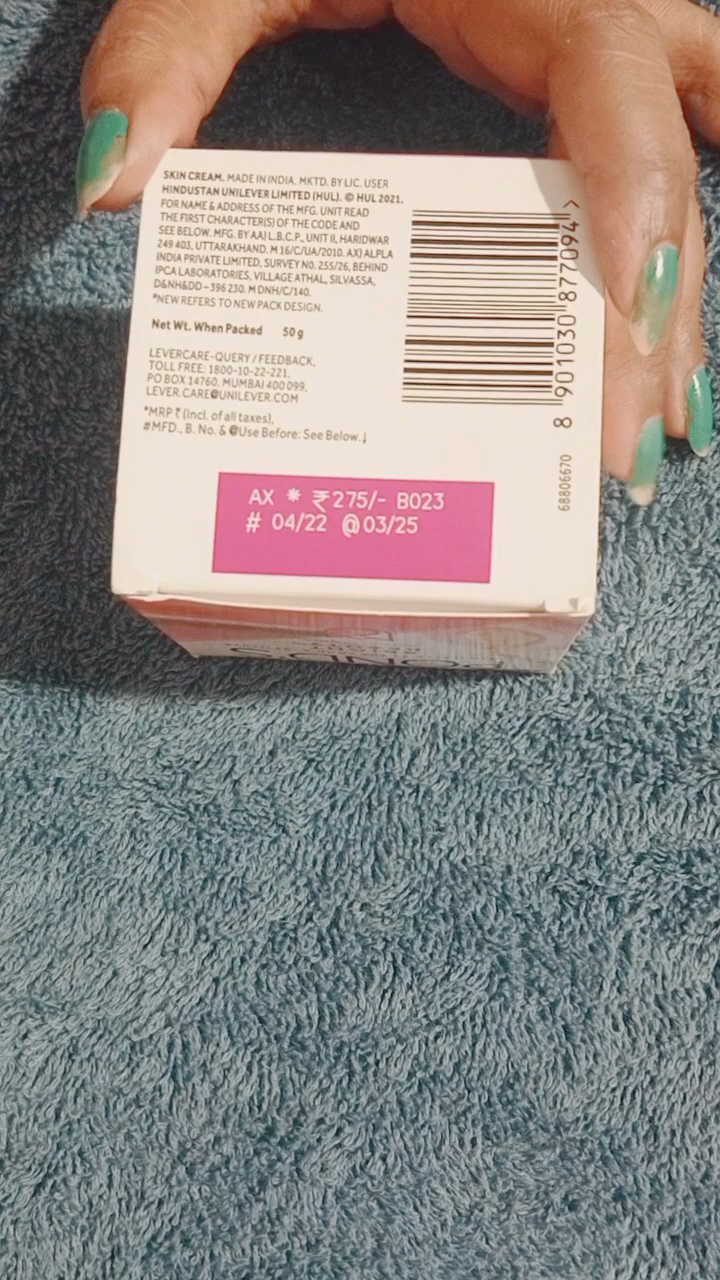 SKIN CREAM. MADE IN INDIA. MKTD. BY LIC. USER
HINDUSTAN UNILEVER LIMITED (HUL). © HUL 2021.
FOR NAME & ADDRESS OF THE MFG. UNIT READ
THE FIRST CHARACTER(S) OF THE CODE AND
SEE BELOW. MFG. BY AA) L.B.C.P., UNIT II, HARIDWAR
249 403, UTTARAKHAND. M 16/C/UA/2010. AX) ALPLA
INDIA PRIVATE LIMITED, SURVEY NO. 255/26, BEHIND
IPCA LABORATORIES, VILLAGE ATHAL, SILVASSA,
D&NH&DD - 396 230. M DNH/C/140.
*NEW REFERS TO NEW PACK DESIGN.
Net Wt. When Packed 50 g
LEVERCARE-QUERY / FEEDBACK,
TOLL FREE: 1800-10-22-221,
PO BOX 14760, MUMBAI 400 099,
LEVER.CARE@UNILEVER.COM
*MRP ₹ (incl. of all taxes),
#MFD., B. No. & @Use Before: See Below.↓
8 901030 877094 >
68806670
AX * ₹275/- B023
# 04/22 @03/25
POND'S